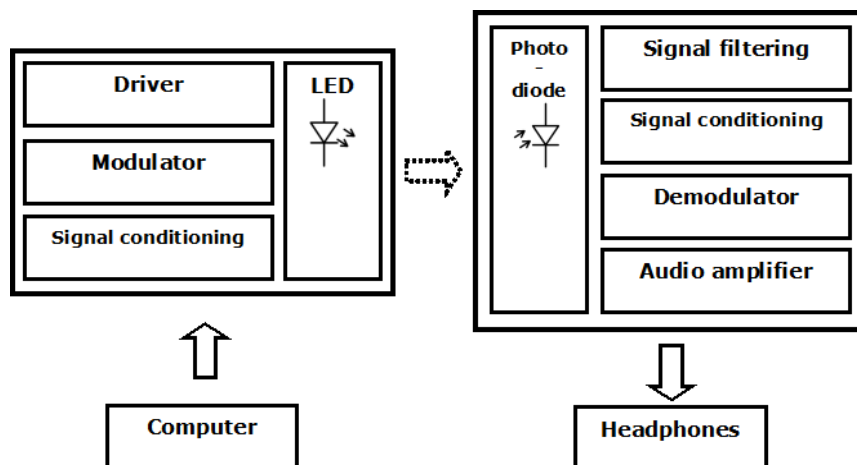 Driver
Modulator
Signal conditioning
LED
Photo
-
diode
Signal filtering
Signal conditioning
Demodulator
Audio amplifier
Computer
Headphones